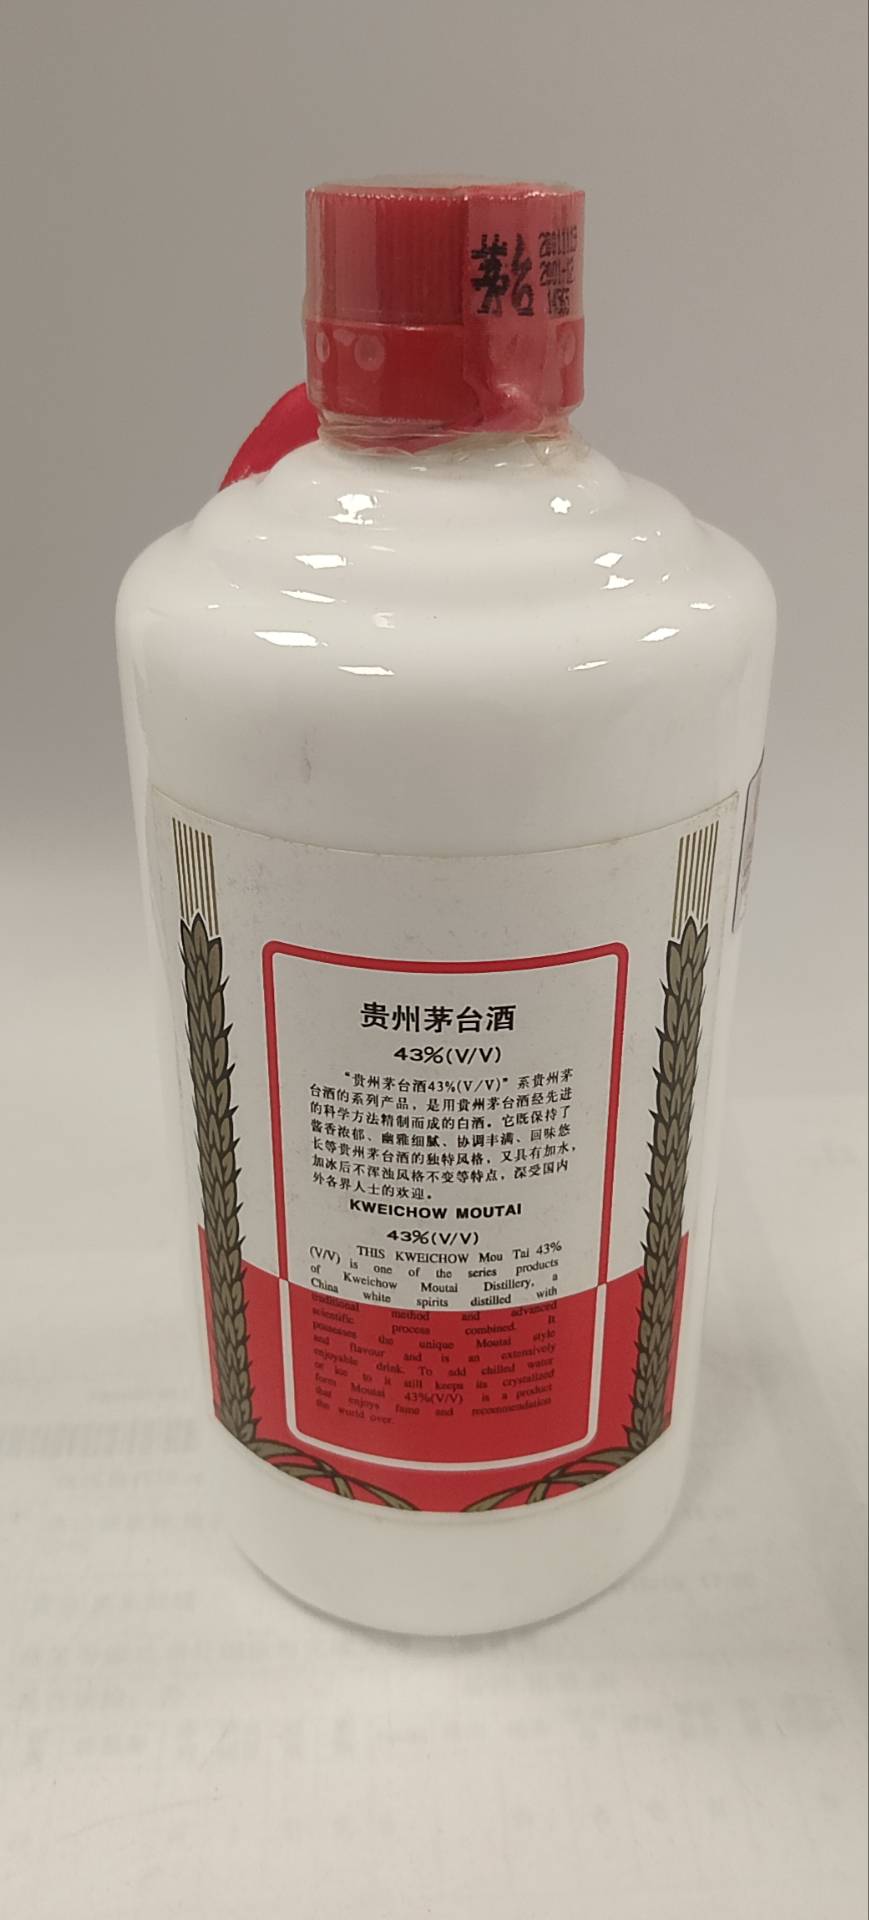 茅台
贵州茅台酒
43%(V/V)
“贵州茅台酒43%(V/V)”系贵州茅
台酒的系列产品，是用贵州茅台酒经先进
的科学方法精制而成的白酒。它既保持了
酱香浓郁、幽雅细腻、协调丰满、回味悠
长等贵州茅台酒的独特风格，又具有加水，
加冰后不浑浊风格不变等特点，深受国内
外各界人士的欢迎。
KWEICHOW MOUTAI
43%(V/V)
THIS KWEICHOW Mou Tai 43%
(V/V) is one of the series products
of Kweichow Moutai Distillery, a
China white spirits distilled with
traditional method and advanced
scientific process combined. It
possesses the unique Moutai style
and flavour and is an extensively
enjoyable drink. To add chilled water
or ice to it still keeps its crystalized
form Moutai 43%(V/V) is a product
that enjoys fame and recommendation
the world over.